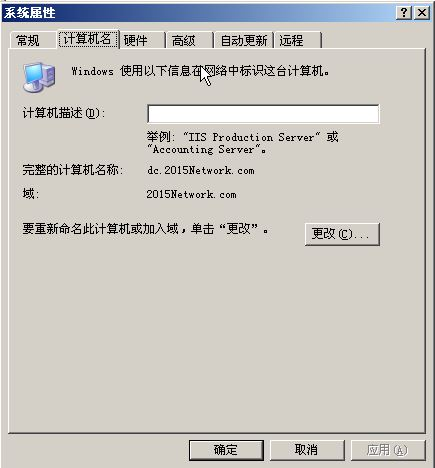 系统属性
常规 计算机名 硬件 高级 自动更新 远程
Windows 使用以下信息在网络中标识这台计算机。
计算机描述(D):
举例: "IIS Production Server" 或
"Accounting Server"。
完整的计算机名称: dc.2015Network.com
域: 2015Network.com
要重新命名此计算机或加入域,单击“更改”。
更改(C)...
确定 取消 应用(A)